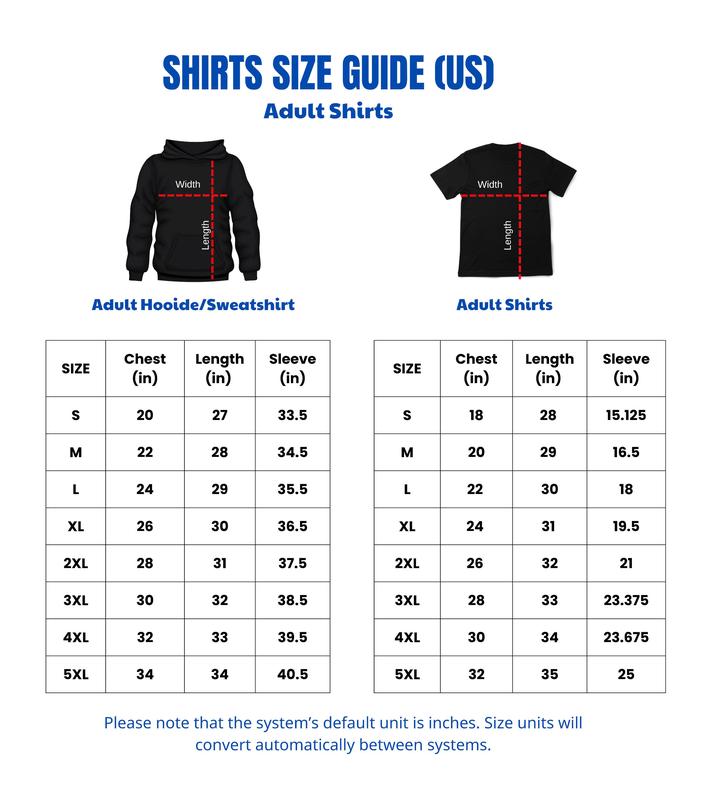 SHIRTS SIZE GUIDE (US)
Adult Shirts
Width
Length
Width
Length
Adult Hooide/Sweatshirt
Adult Shirts
SIZE Chest (in) Length (in) Sleeve (in)
S 20 27 33.5
M 22 28 34.5
L 24 29 35.5
XL 26 30 36.5
2XL 28 31 37.5
3XL 30 32 38.5
4XL 32 33 39.5
5XL 34 34 40.5
SIZE Chest (in) Length (in) Sleeve (in)
S 18 28 15.125
M 20 29 16.5
L 22 30 18
XL 24 31 19.5
2XL 26 32 21
3XL 28 33 23.375
4XL 30 34 23.675
5XL 32 35 25
Please note that the system's default unit is inches. Size units will
convert automatically between systems.